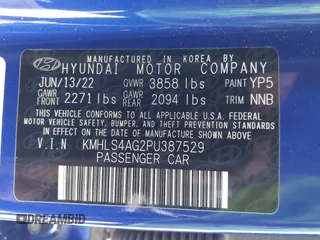 MANUFACTURED IN KOREA BY
HYUNDAI MOTOR COMPANY
JUN/13/22 GVWR 3858 lbs PAINT YP5
GAWR FRONT 2271 lbs GAWR REAR 2094 lbs TRIM NNB
THIS VEHICLE CONFORMS TO ALL APPLICABLE U.S.A. FEDERAL
MOTOR VEHICLE SAFETY, BUMPER, AND THEFT PREVENTION
STANDARDS IN EFFECT ON THE DATE OF MANUFACTURE SHOWN ABOVE.
V.I.N KMHLS4AG2PU387529
PASSENGER CAR
DREAMBID